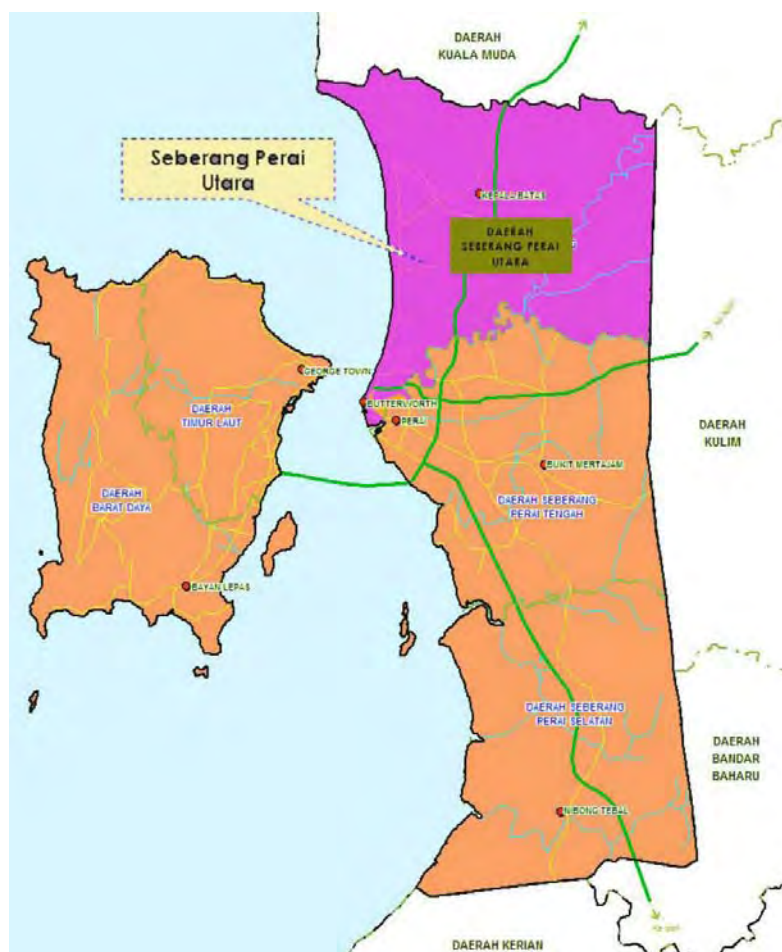 DAERAH
KUALA MUDA
Seberang Perai
Utara
KEPALA BATAS
DAERAH
SEBERANG PERAI
UTARA
GEORGE TOWN
BUTTERWORTH
PERAI
DAERAH
TIMUR LAUT
DAERAH
KULIM
BUKIT MERTAJAM
DAERAH
BARAT DAYA
DAERAH SEBERANG
PERAI TENGAH
BAYAN LEPAS
DAERAH SEBERANG
PERAI SELATAN
DAERAH
BANDAR
BAHARU
NIBONG TEBAL
DAERAH KERIAN